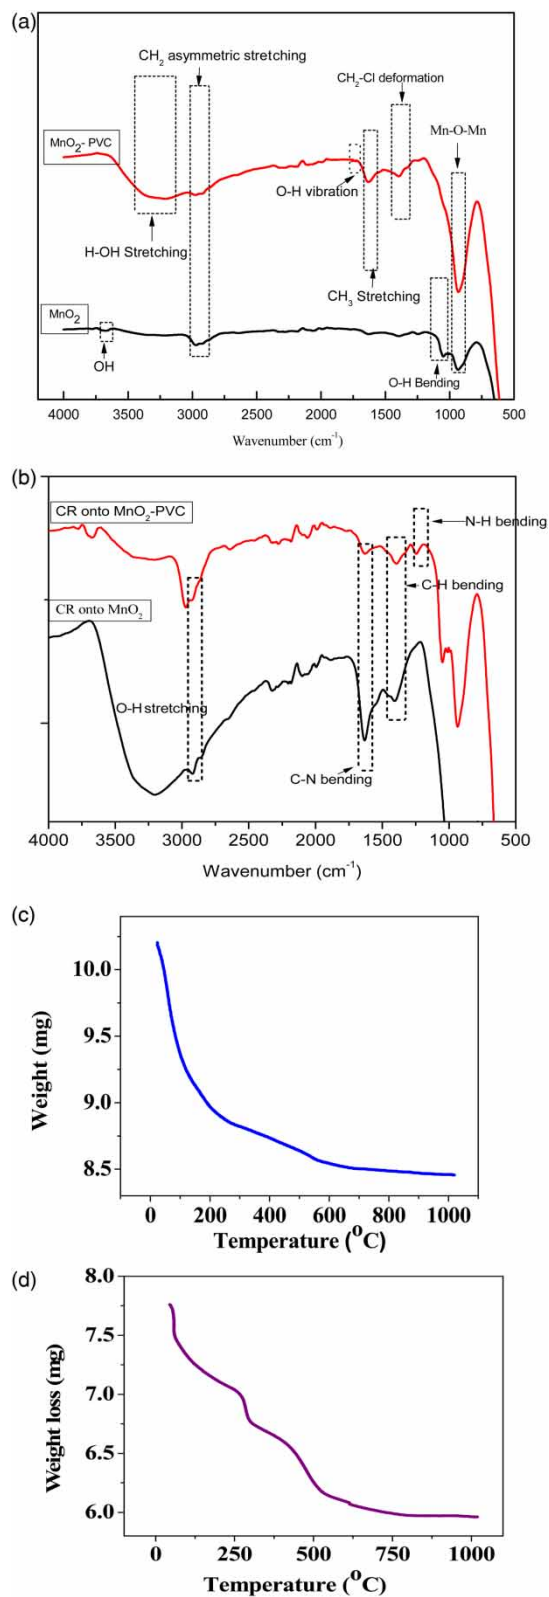 (a)
CH2 asymmetric stretching
CH2-Cl deformation
MnO2- PVC
Mn-O-Mn
O-H vibration
H-OH Stretching
CH3 Stretching
MnO2
OH
O-H Bending
4000 3500 3000 2500 2000 1500 1000 500
Wavenumber (cm-1)
(b)
CR onto MnO2-PVC
N-H bending
C-H bending
CR onto MnO2
O-H stretching
C-N bending
4000 3500 3000 2500 2000 1500 1000 500
Wavenumber (cm-1)
(c)
10.0
9.5
9.0
8.5
Weight (mg)
0 200 400 600 800 1000
Temperature (oC)
(d)
8.0
7.5
7.0
6.5
6.0
Weight loss (mg)
0 250 500 750 1000
Temperature (oC)